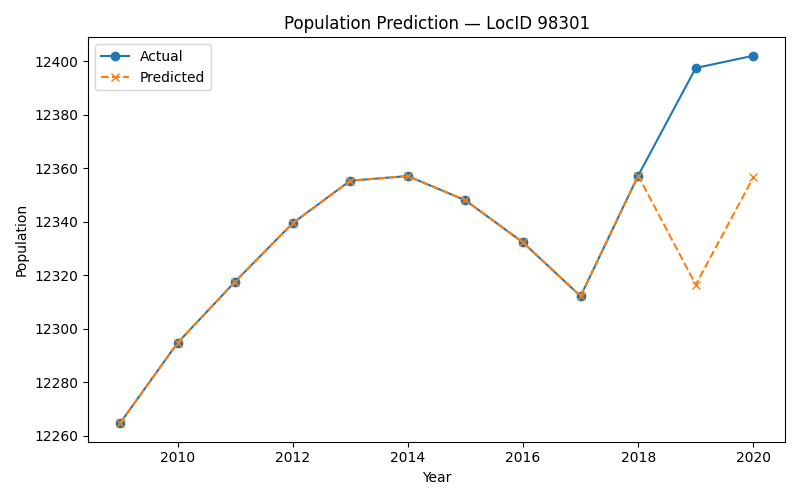 Population Prediction — LocID 98301
Actual
Predicted
12400
12380
12360
12340
12320
12300
12280
12260
Population
2010 2012 2014 2016 2018 2020
Year